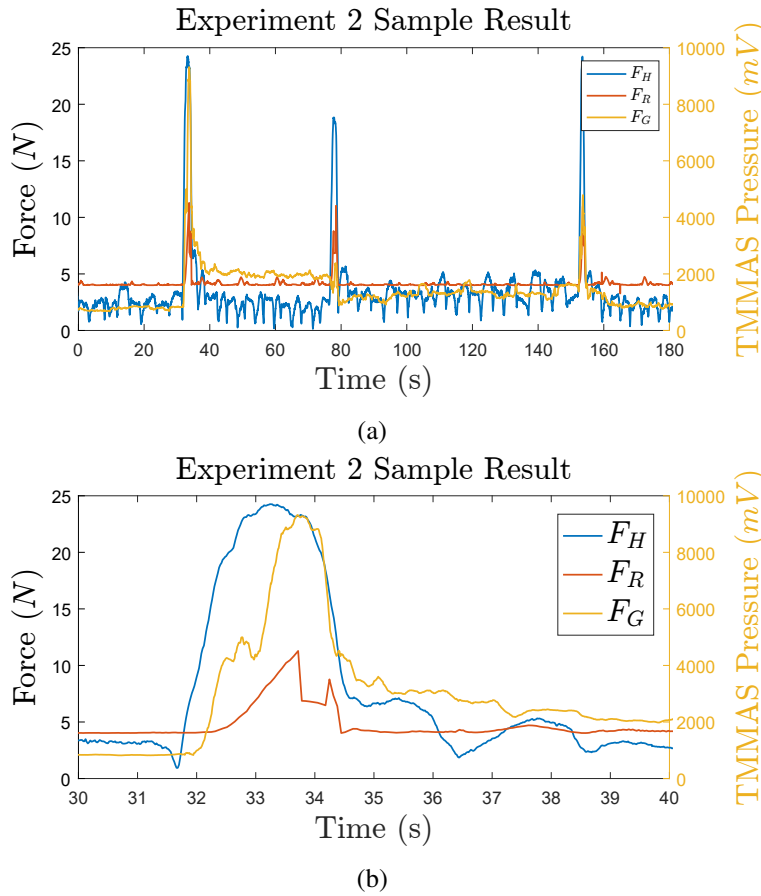 Experiment 2 Sample Result
25
20
15
10
5
0
Force (N)
10000
8000
6000
4000
2000
0
TMMAS Pressure (mV)
F_H
F_R
F_G
0 20 40 60 80 100 120 140 160 180
Time (s)
(a)
Experiment 2 Sample Result
25
20
15
10
5
0
Force (N)
10000
8000
6000
4000
2000
0
TMMAS Pressure (mV)
F_H
F_R
F_G
30 31 32 33 34 35 36 37 38 39 40
Time (s)
(b)